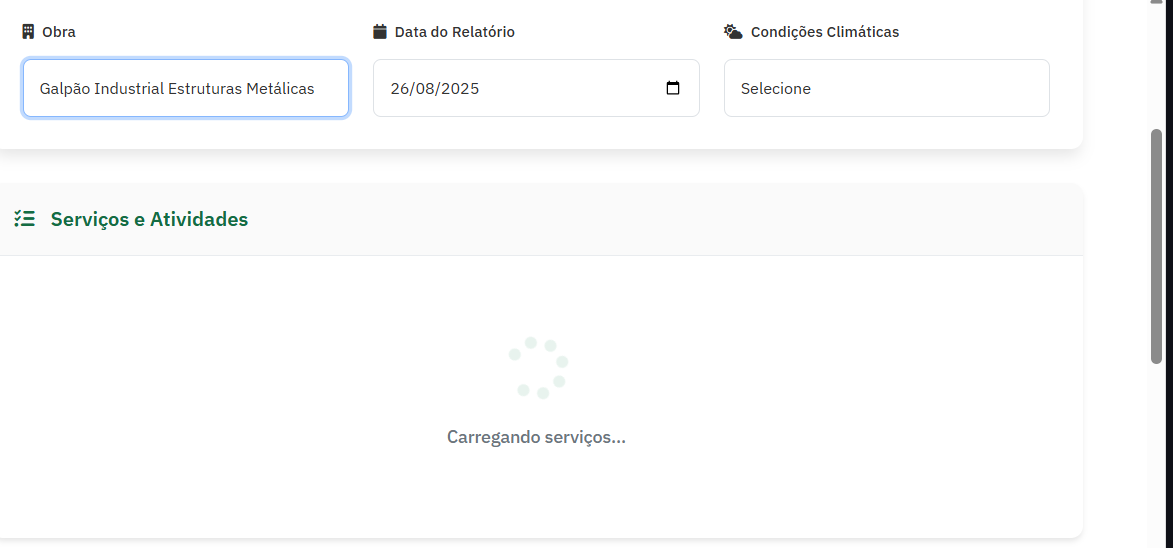 Obra
Data do Relatório
Condições Climáticas
Galpão Industrial Estruturas Metálicas
26/08/2025
Selecione
Serviços e Atividades
Carregando serviços...